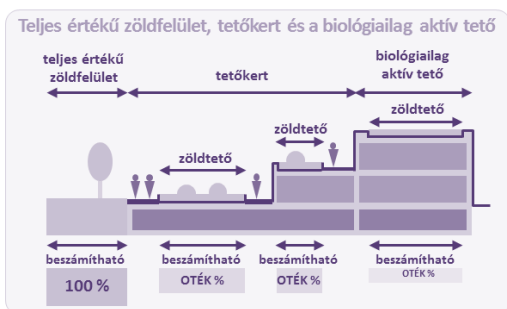 Teljes értékű zöldfelület, tetőkert és a biológiailag aktív tető
teljes értékű
zöldfelület
tetőkert
biológiailag
aktív tető
zöldtető
zöldtető
zöldtető
beszámítható
beszámítható
beszámítható
beszámítható
100 %
OTÉK %
OTÉK %
OTÉK %